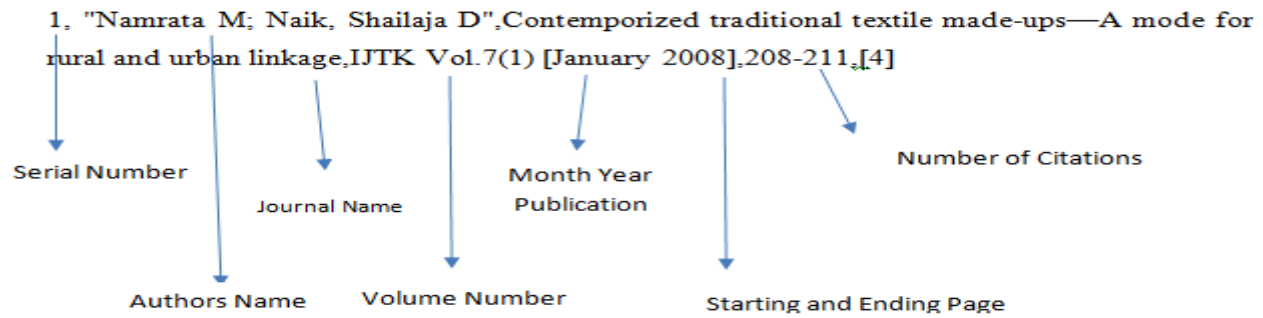 1, "Namrata M; Naik, Shailaja D",Contemporized traditional textile made-ups—A mode for
rural and urban linkage,IJTK Vol.7(1) [January 2008],208-211,[4]
Serial Number
Journal Name
Month Year
Publication
Number of Citations
Authors Name
Volume Number
Starting and Ending Page